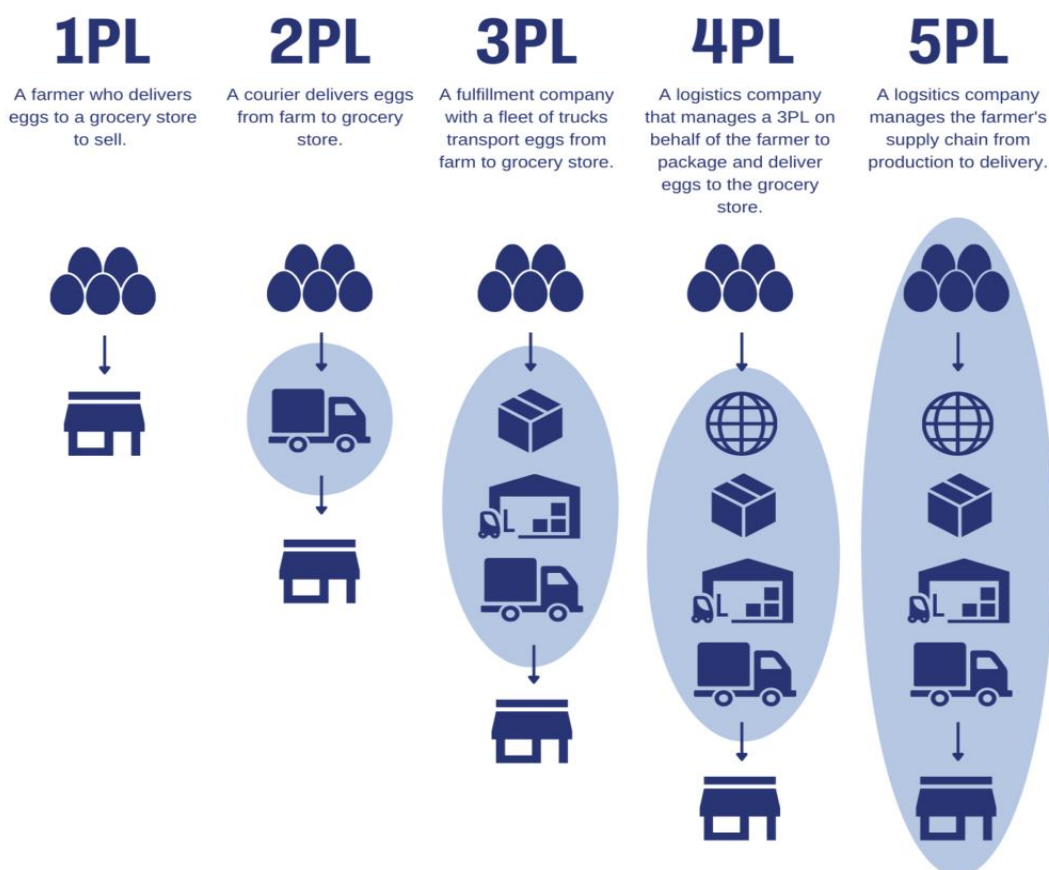 1PL
A farmer who delivers
eggs to a grocery store
to sell.
2PL
A courier delivers eggs
from farm to grocery
store.
3PL
A fulfillment company
with a fleet of trucks
transport eggs from
farm to grocery store.
4PL
A logistics company
that manages a 3PL on
behalf of the farmer to
package and deliver
eggs to the grocery
store.
5PL
A logsitics company
manages the farmer's
supply chain from
production to delivery.